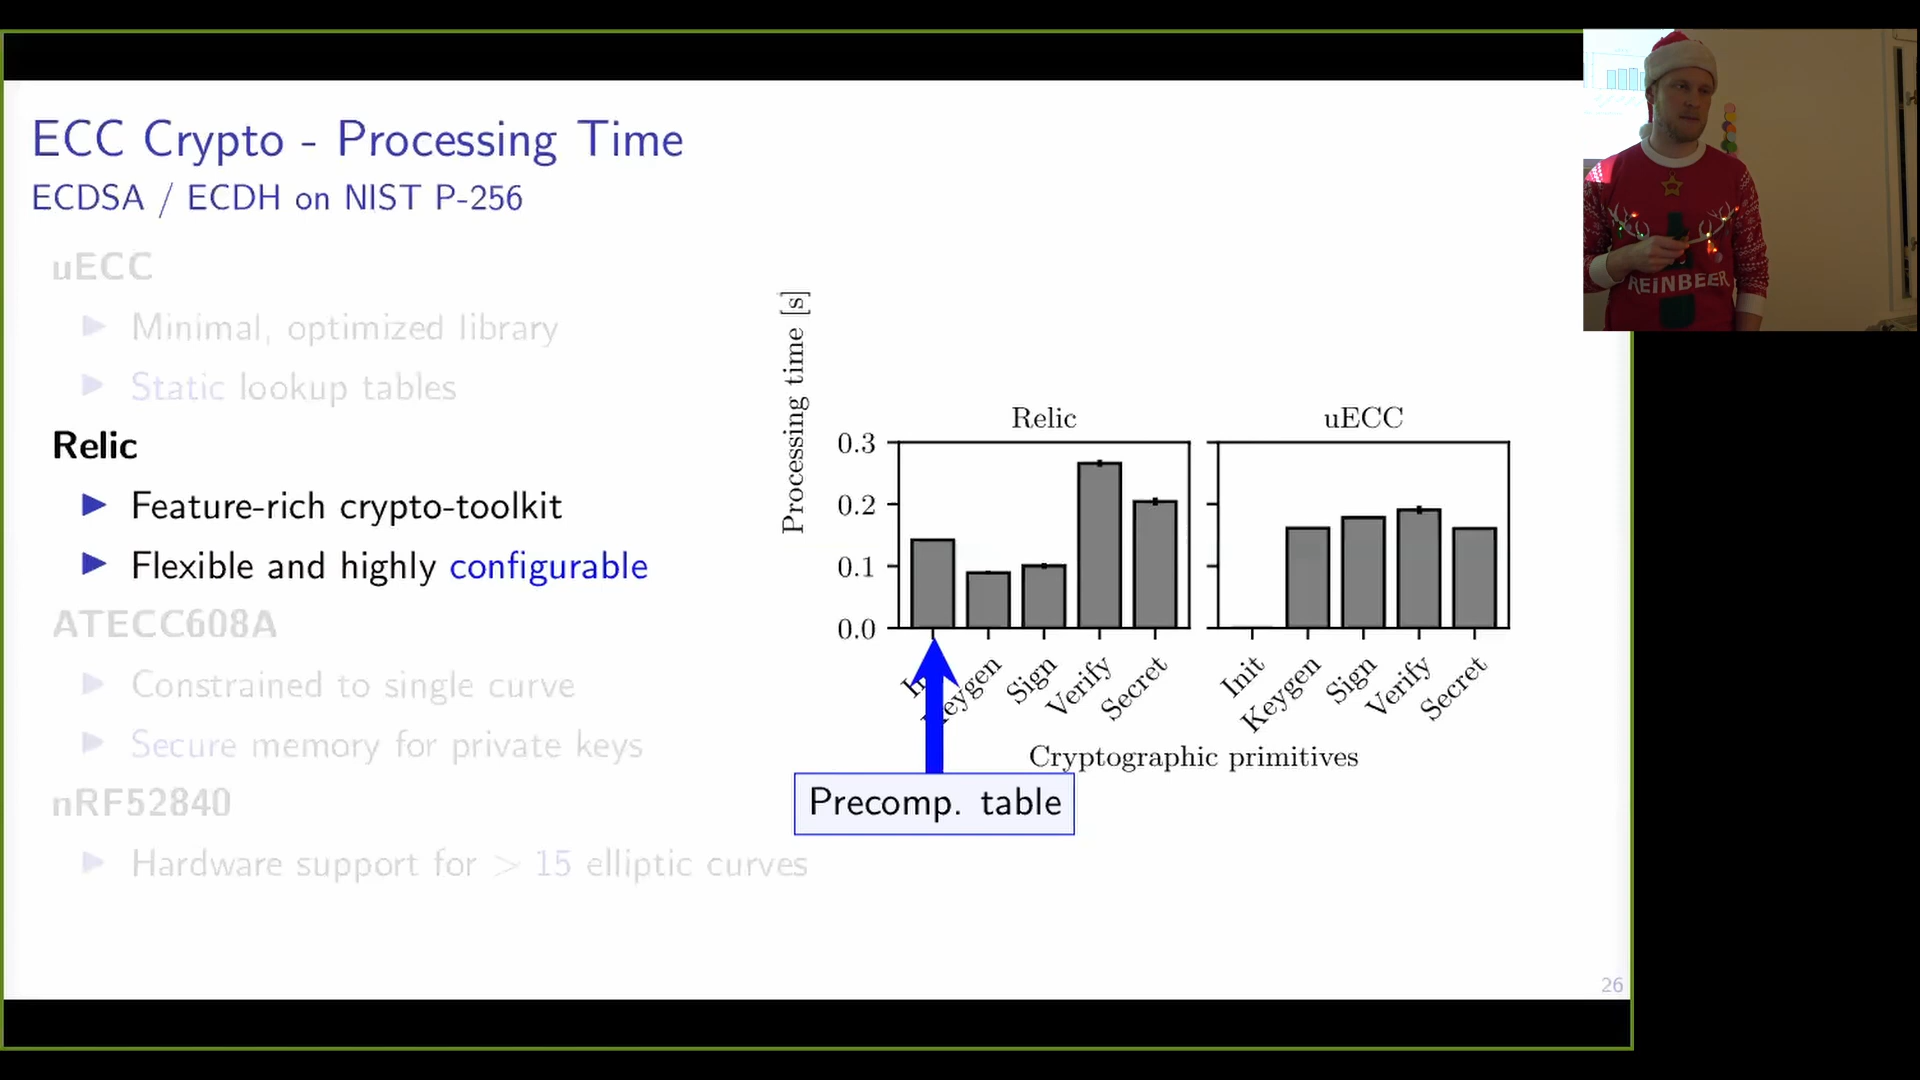 ECC Crypto - Processing Time
ECDSA / ECDH on NIST P-256
uECC
Minimal, optimized library
Static lookup tables
Relic
Feature-rich crypto-toolkit
Flexible and highly configurable
ATECC608A
Constrained to single curve
Secure memory for private keys
nRF52840
Hardware support for > 15 elliptic curves
Processing time [s]
Relic
uECC
0.3
0.2
0.1
0.0
Keygen
Sign
Verify
Secret
Init
Keygen
Sign
Verify
Secret
Cryptographic primitives
Precomp. table
26
REINBEER